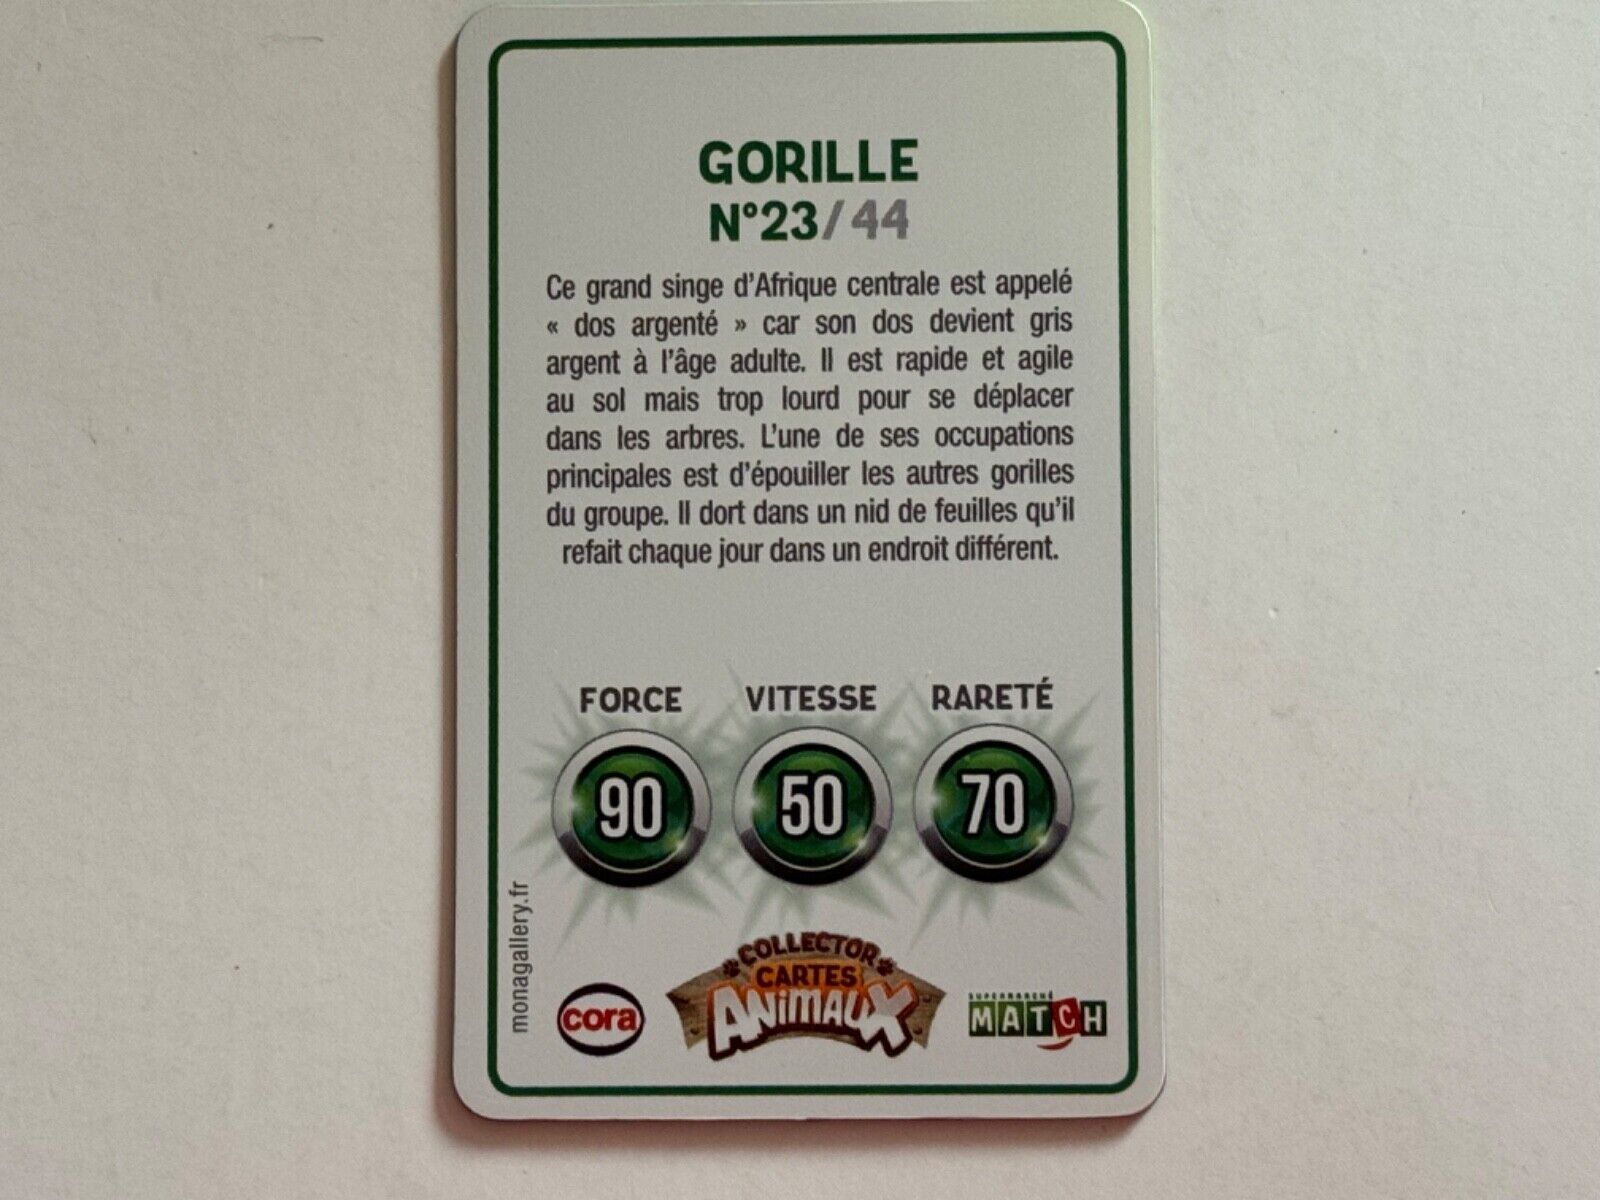 GORILLE
N°23/44
Ce grand singe d'Afrique centrale est appelé
« dos argenté » car son dos devient gris
argent à l'âge adulte. Il est rapide et agile
au sol mais trop lourd pour se déplacer
dans les arbres. L'une de ses occupations
principales est d'épouiller les autres gorilles
du groupe. Il dort dans un nid de feuilles qu'il
refait chaque jour dans un endroit différent.
FORCE VITESSE RARETÉ
90 50 70
monagallery.fr
cora
COLLECTOR
CARTES
ANiMAUX
SUPERMARCHÉ
MATCH